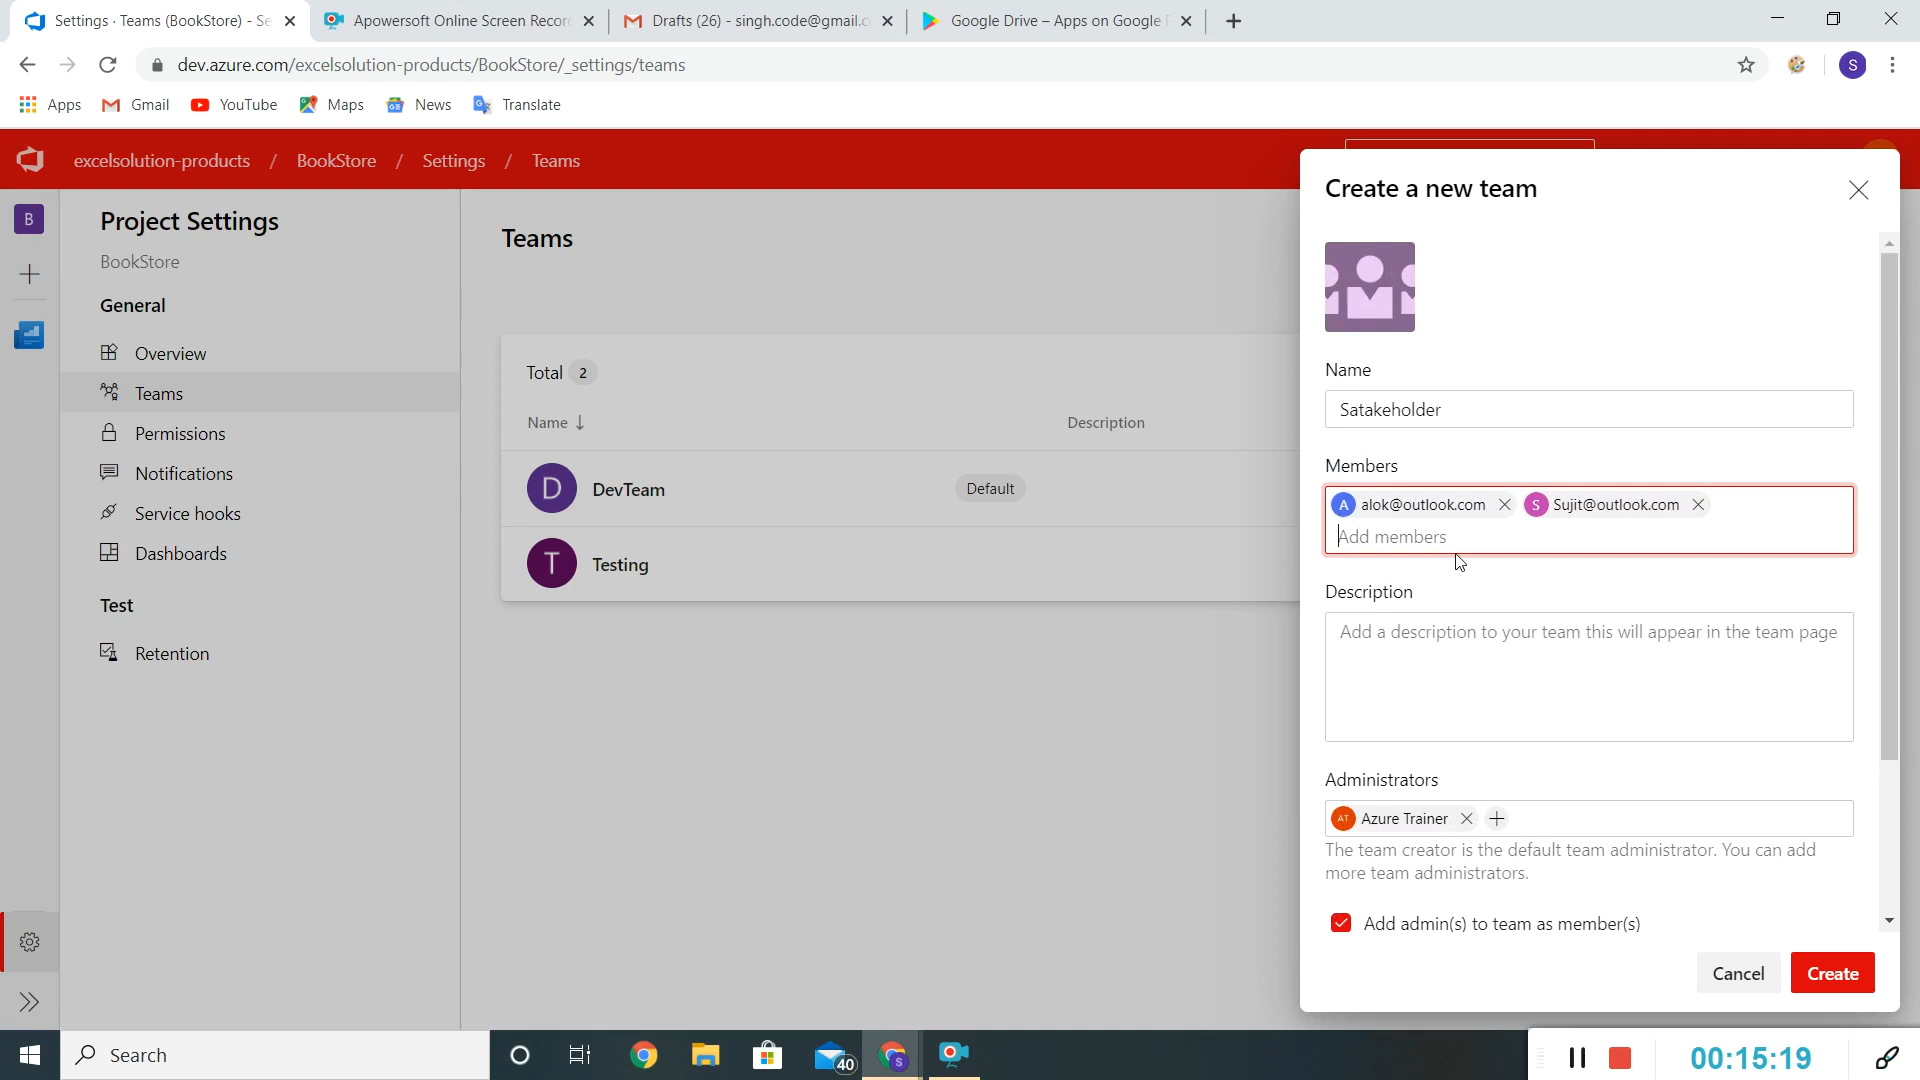 Settings · Teams (BookStore) - Se
Apowersoft Online Screen Recor
Drafts (26) - singh.code@gmail.c
Google Drive – Apps on Google P
dev.azure.com/excelsolution-products/BookStore/_settings/teams
S
Apps
Gmail
YouTube
Maps
News
Translate
excelsolution-products / BookStore / Settings / Teams
B
Project Settings
BookStore
General
Overview
Teams
Permissions
Notifications
Service hooks
Dashboards
Test
Retention
Teams
Total 2
Name ↓ Description
D DevTeam Default
T Testing
Create a new team
Name
Satakeholder
Members
A alok@outlook.com S Sujit@outlook.com
Add members
Description
Add a description to your team this will appear in the team page
Administrators
AT Azure Trainer
The team creator is the default team administrator. You can add
more team administrators.
Add admin(s) to team as member(s)
Cancel Create
Search
40
S
00:15:19